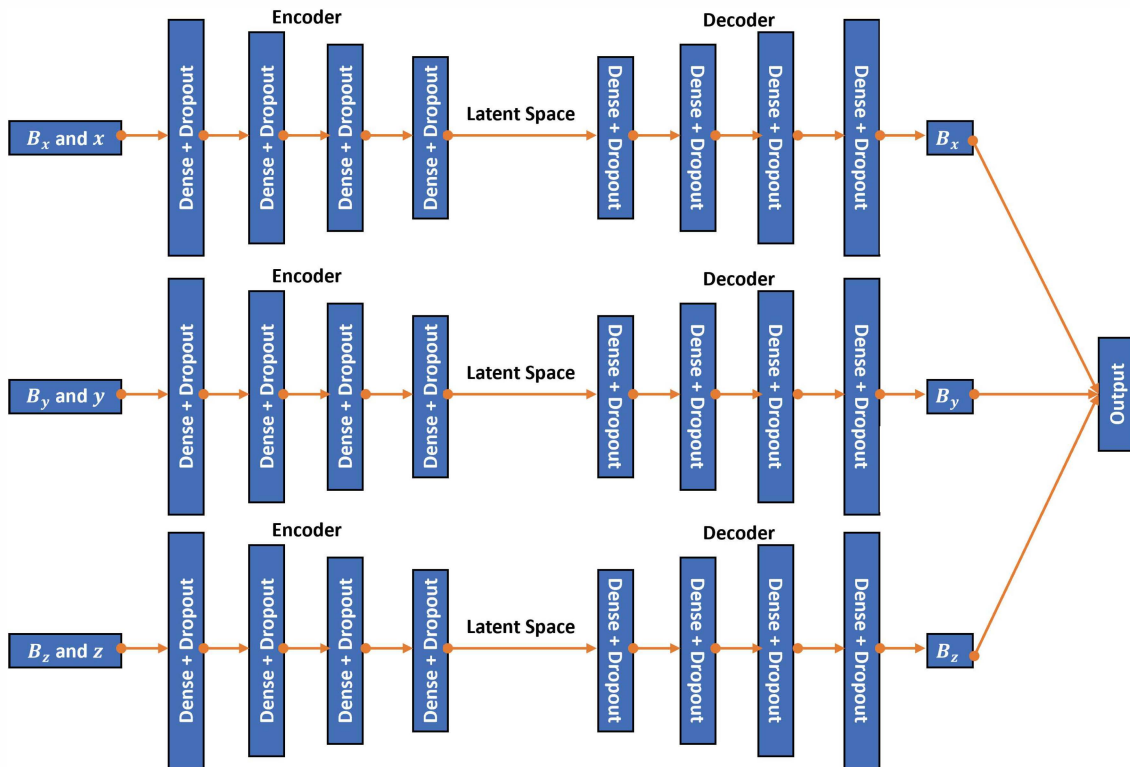 Encoder
Decoder
B_x and x
Dense + Dropout
Dense + Dropout
Dense + Dropout
Dense + Dropout
Latent Space
Dense + Dropout
Dense + Dropout
Dense + Dropout
Dense + Dropout
B_x
Encoder
Decoder
B_y and y
Dense + Dropout
Dense + Dropout
Dense + Dropout
Dense + Dropout
Latent Space
Dense + Dropout
Dense + Dropout
Dense + Dropout
Dense + Dropout
B_y
Output
Encoder
Decoder
B_z and z
Dense + Dropout
Dense + Dropout
Dense + Dropout
Dense + Dropout
Latent Space
Dense + Dropout
Dense + Dropout
Dense + Dropout
Dense + Dropout
B_z